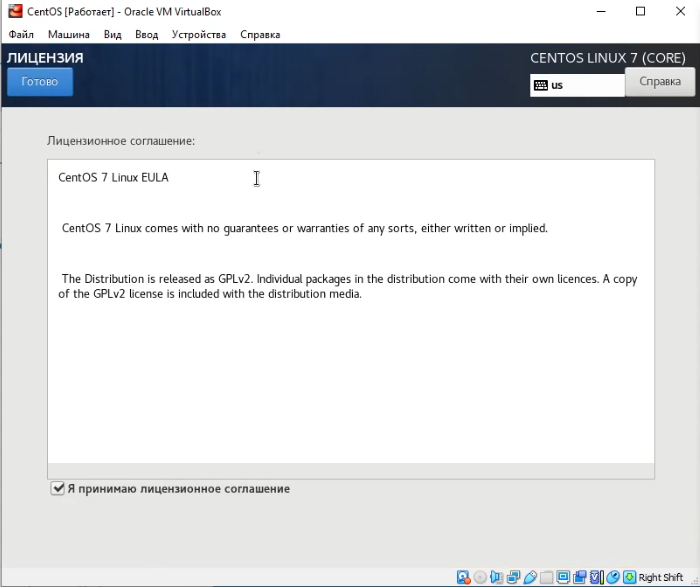 CentOS [Работает] - Oracle VM VirtualBox
Файл Машина Вид Ввод Устройства Справка
ЛИЦЕНЗИЯ
CENTOS LINUX 7 (CORE)
Готово
us
Справка
Лицензионное соглашение:
CentOS 7 Linux EULA
CentOS 7 Linux comes with no guarantees or warranties of any sorts, either written or implied.
The Distribution is released as GPLv2. Individual packages in the distribution come with their own licences. A copy
of the GPLv2 license is included with the distribution media.
Я принимаю лицензионное соглашение
Right Shift